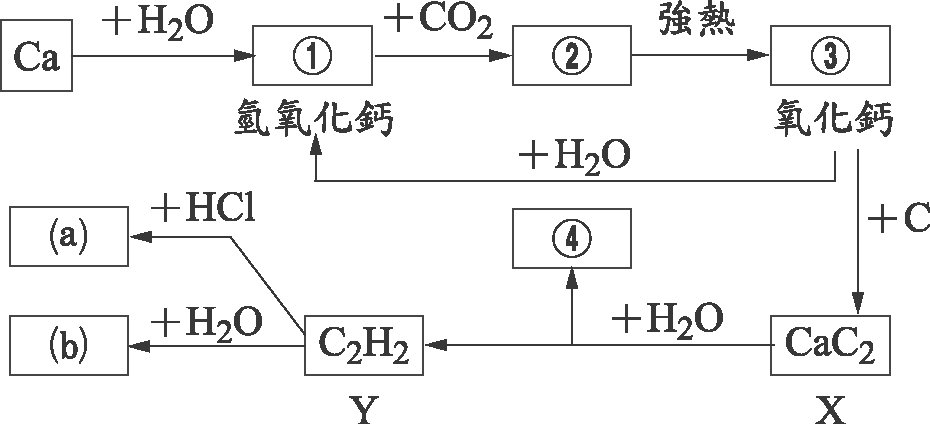 Ca
+H₂O
①
氫氧化鈣
+CO₂
②
強熱
③
氧化鈣
+H₂O
+C
(a)
+HCl
④
(b)
+H₂O
C₂H₂
+H₂O
CaC₂
Y
X